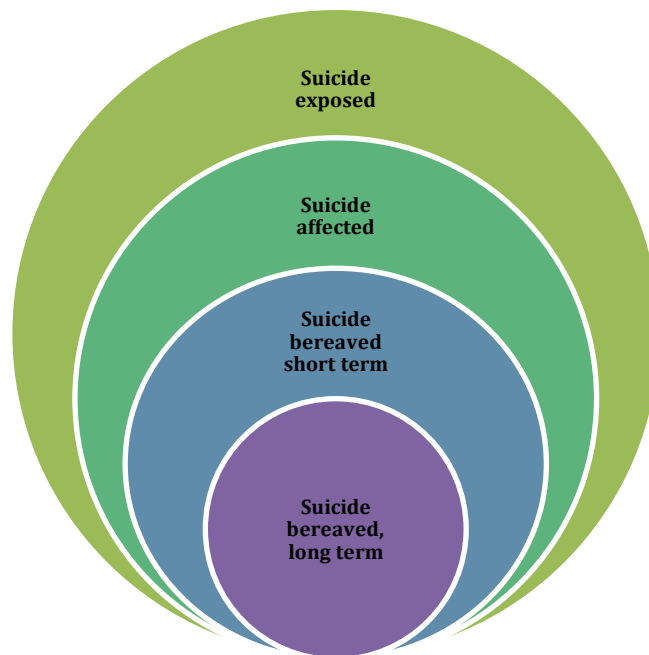 Suicide
exposed
Suicide
affected
Suicide
bereaved
short term
Suicide
bereaved,
long term